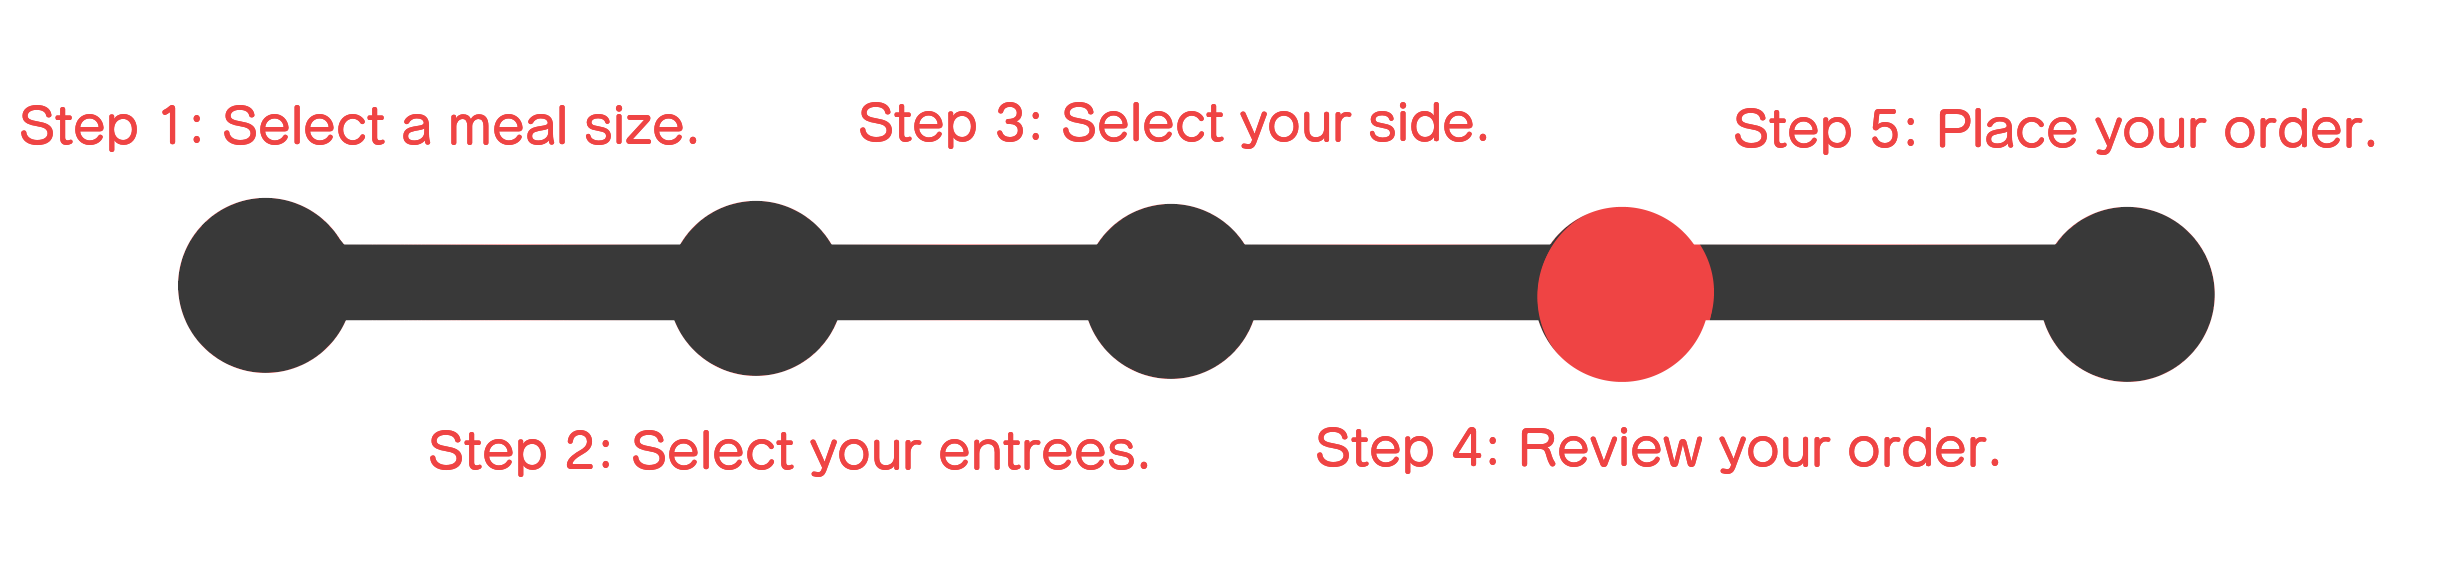 Step 1: Select a meal size.
Step 2: Select your entrees.
Step 3: Select your side.
Step 4: Review your order.
Step 5: Place your order.